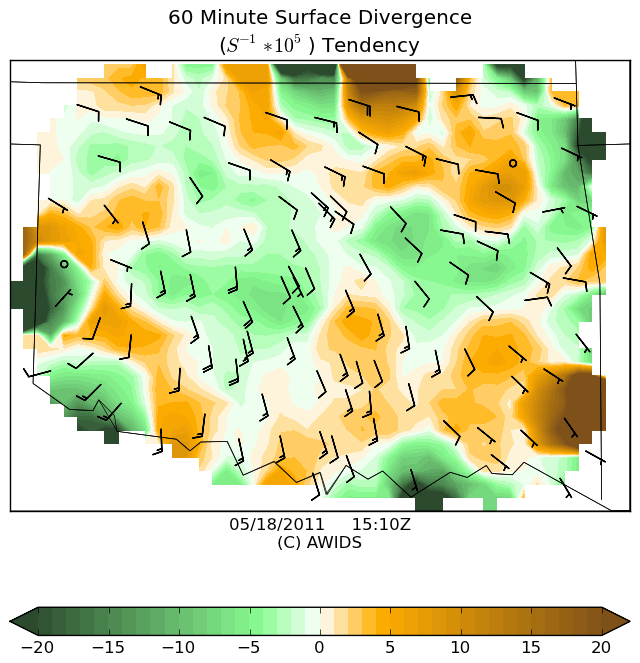 60 Minute Surface Divergence
(S⁻¹ *10⁵ ) Tendency
05/18/2011 15:10Z
(C) AWIDS
−20 −15 −10 −5 0 5 10 15 20